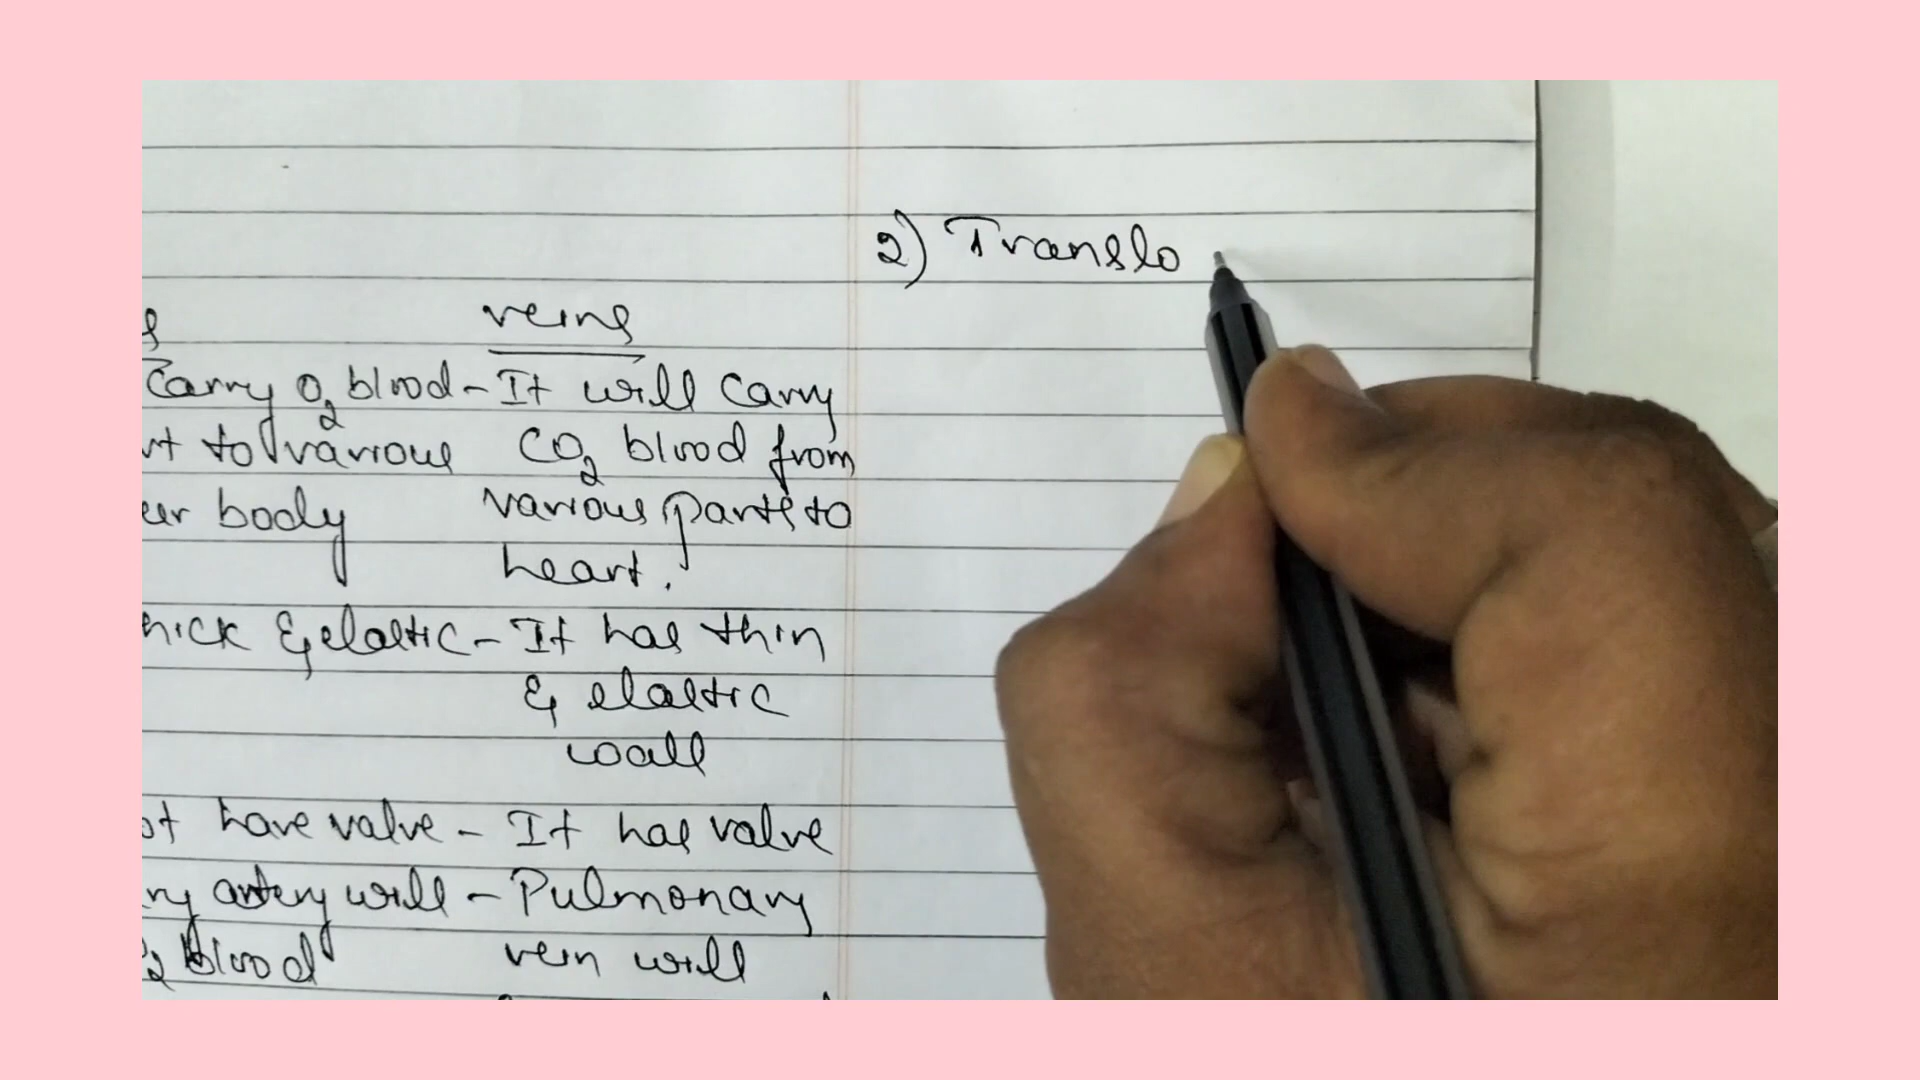 2) Translo
veins
Carry O2 blood - It will carry
to various CO2 blood from
body various parts to
heart.
& elastic - It has thin
& elastic
wall
have valve - It has valve
artery will - Pulmonary
blood vein will